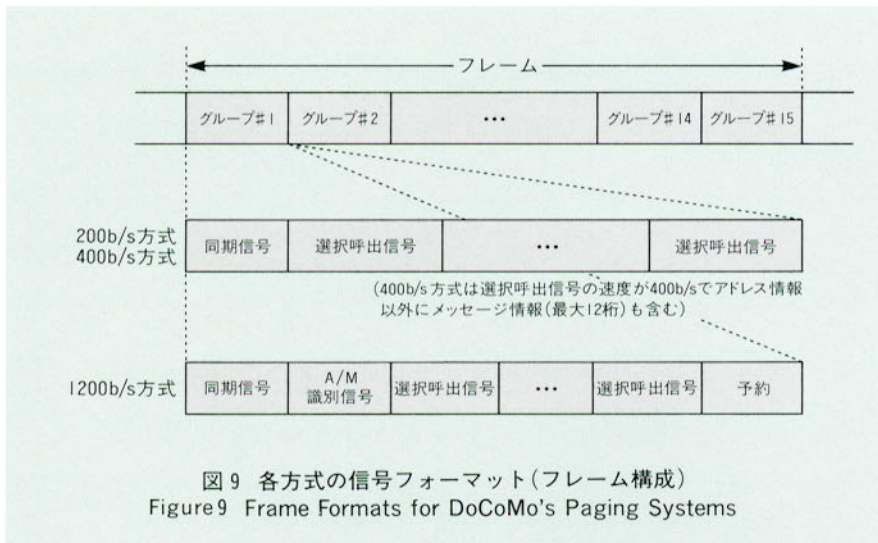 フレーム
グループ#1 グループ#2 ・・・ グループ#14 グループ#15
200b/s方式
400b/s方式
同期信号 選択呼出信号 ・・・ 選択呼出信号
(400b/s方式は選択呼出信号の速度が400b/sでアドレス情報
以外にメッセージ情報(最大12桁)も含む)
1200b/s方式
同期信号 A/M
識別信号 選択呼出信号 ・・・ 選択呼出信号 予約
図9 各方式の信号フォーマット(フレーム構成)
Figure9 Frame Formats for DoCoMo's Paging Systems